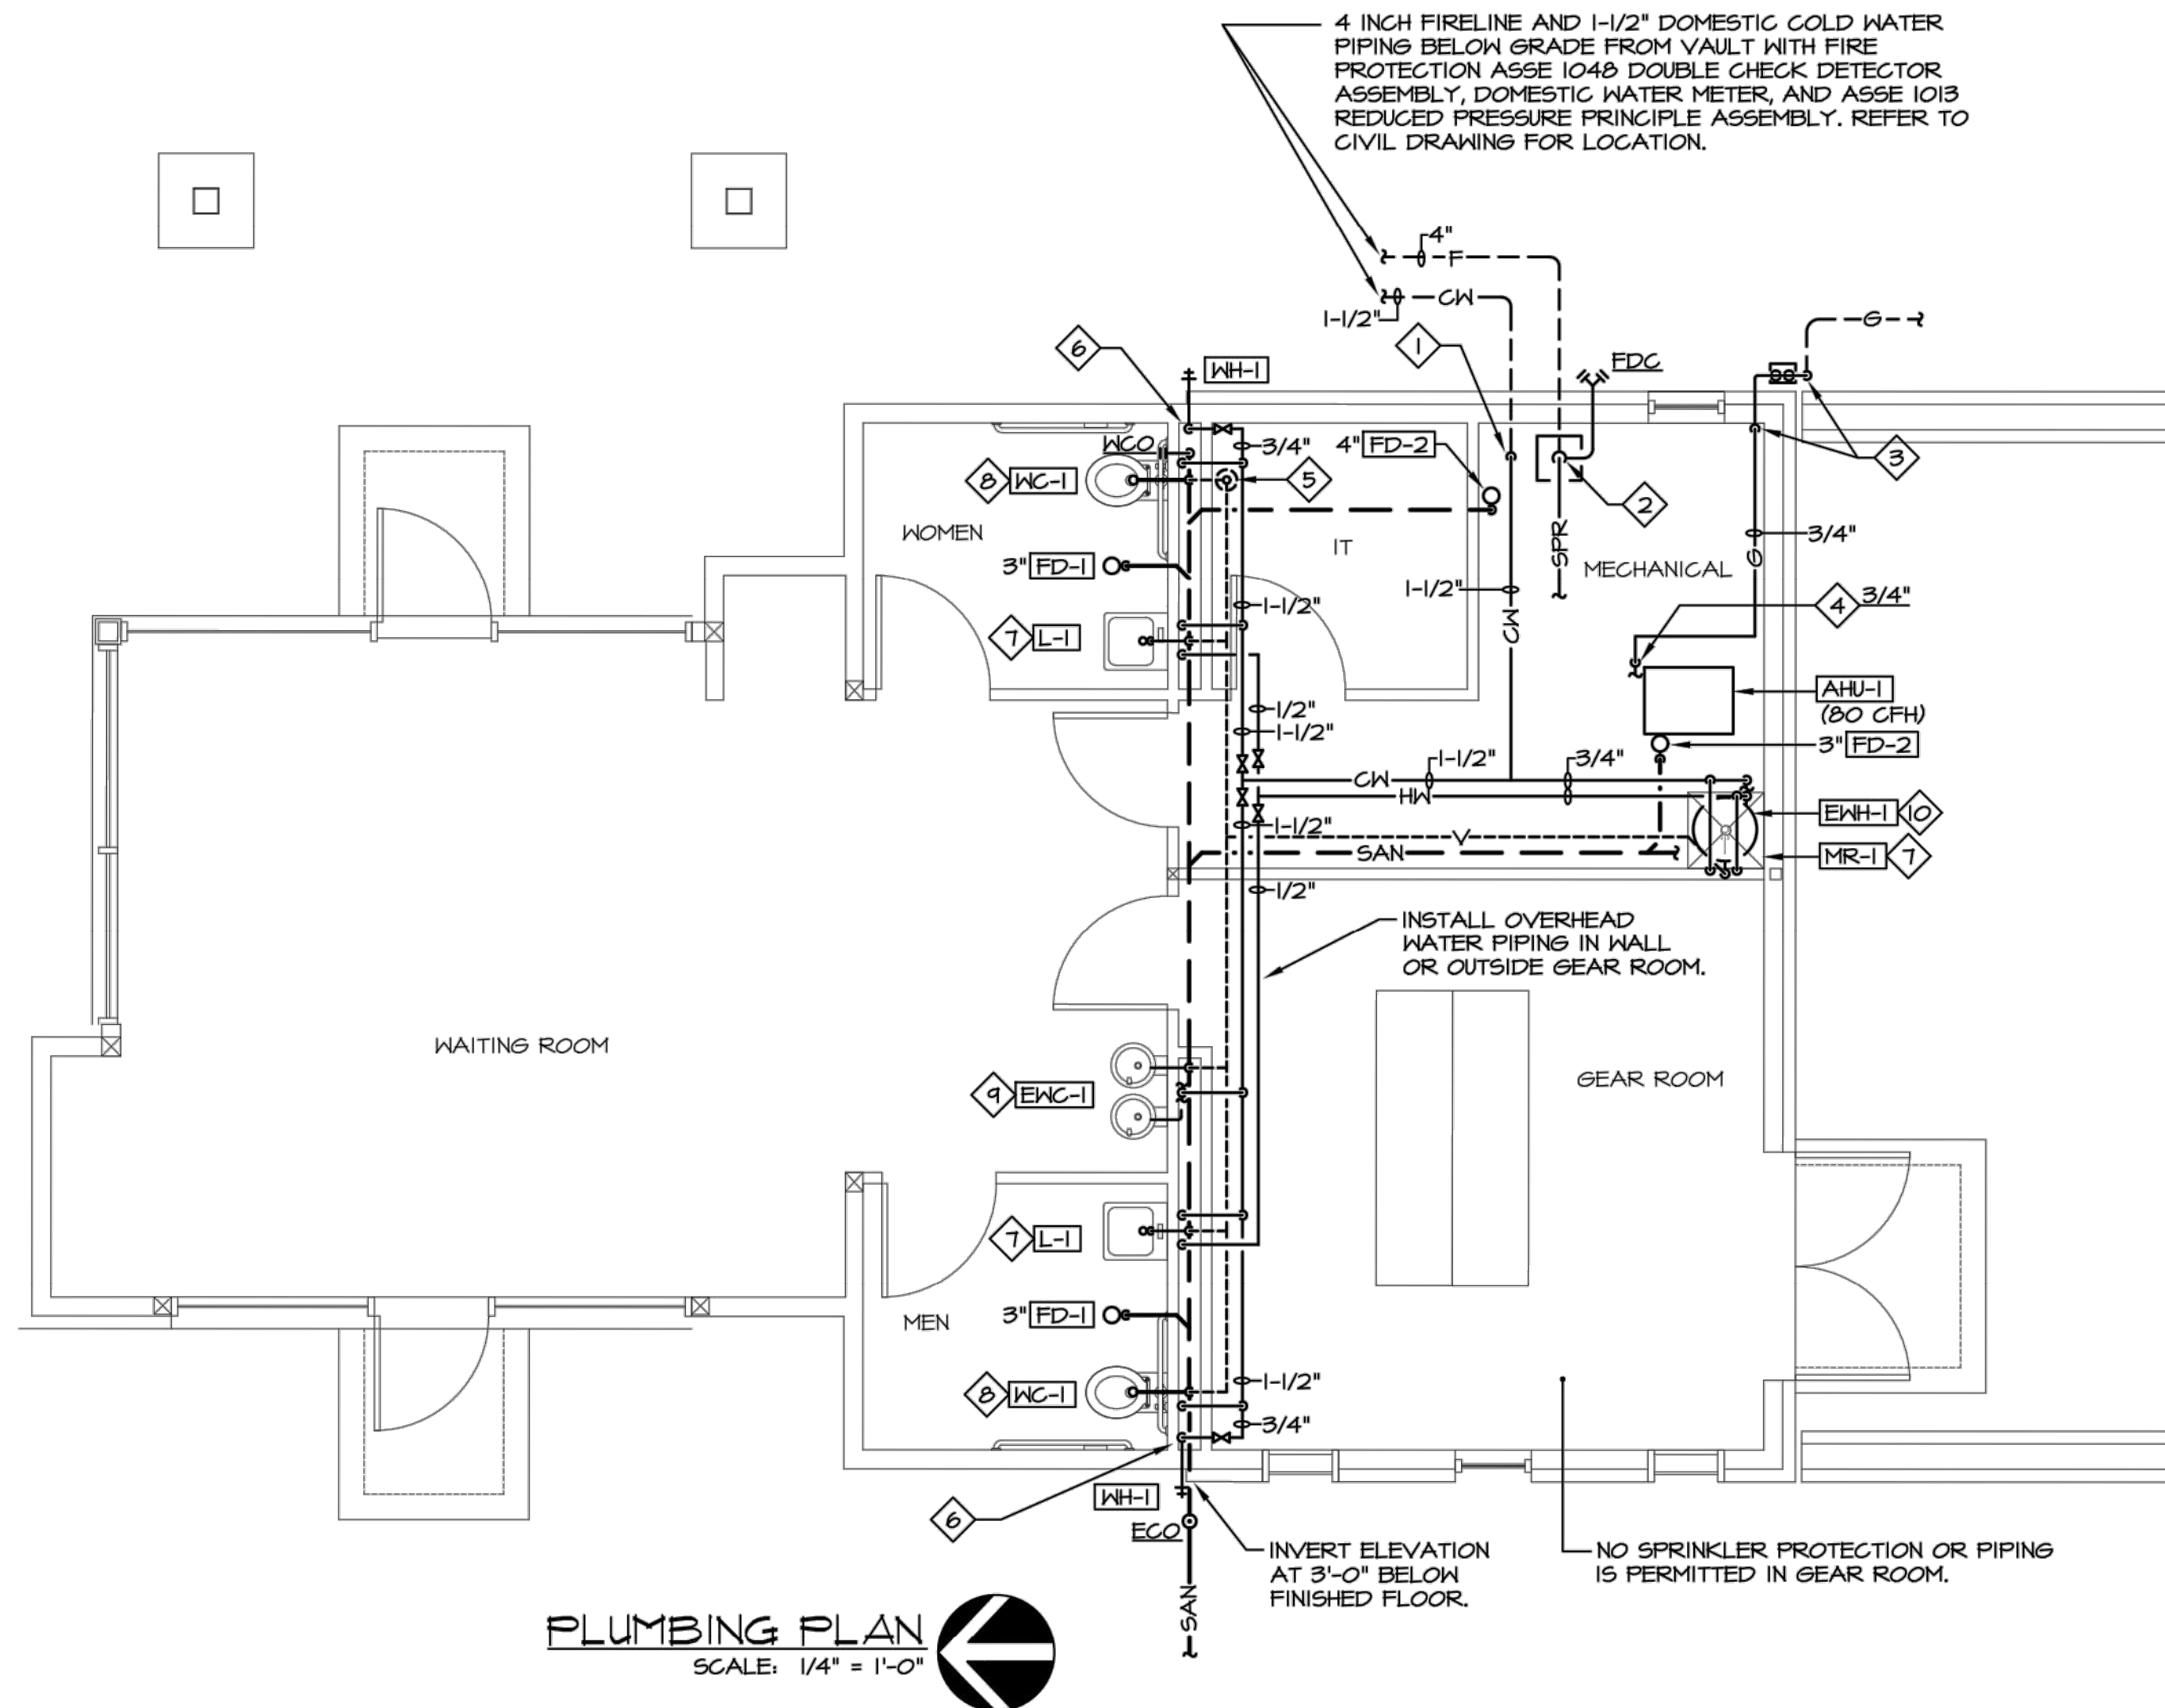 4 INCH FIRELINE AND 1-1/2" DOMESTIC COLD WATER
PIPING BELOW GRADE FROM VAULT WITH FIRE
PROTECTION ASSE 1048 DOUBLE CHECK DETECTOR
ASSEMBLY, DOMESTIC WATER METER, AND ASSE 1013
REDUCED PRESSURE PRINCIPLE ASSEMBLY. REFER TO
CIVIL DRAWING FOR LOCATION.
4"
F
CW
1-1/2"
G
6
WH-1
1
FDC
WCO
3/4"
4" FD-2
3
8 WC-1
5
2
WOMEN
IT
SPR
3/4"
G
MECHANICAL
3" FD-1
1-1/2"
1-1/2"
CW
4 3/4"
7 L-1
AHU-1
(80 CFH)
1/2"
1-1/2"
3" FD-2
1-1/2"
3/4"
CW
HW
EWH-1 10
1-1/2"
V
SAN
MR-1 7
1/2"
INSTALL OVERHEAD
WATER PIPING IN WALL
OR OUTSIDE GEAR ROOM.
WAITING ROOM
GEAR ROOM
9 EWC-1
7 L-1
3" FD-1
MEN
8 WC-1
1-1/2"
3/4"
WH-1
6
ECO
INVERT ELEVATION
AT 3'-0" BELOW
FINISHED FLOOR.
NO SPRINKLER PROTECTION OR PIPING
IS PERMITTED IN GEAR ROOM.
SAN
PLUMBING PLAN
SCALE: 1/4" = 1'-0"